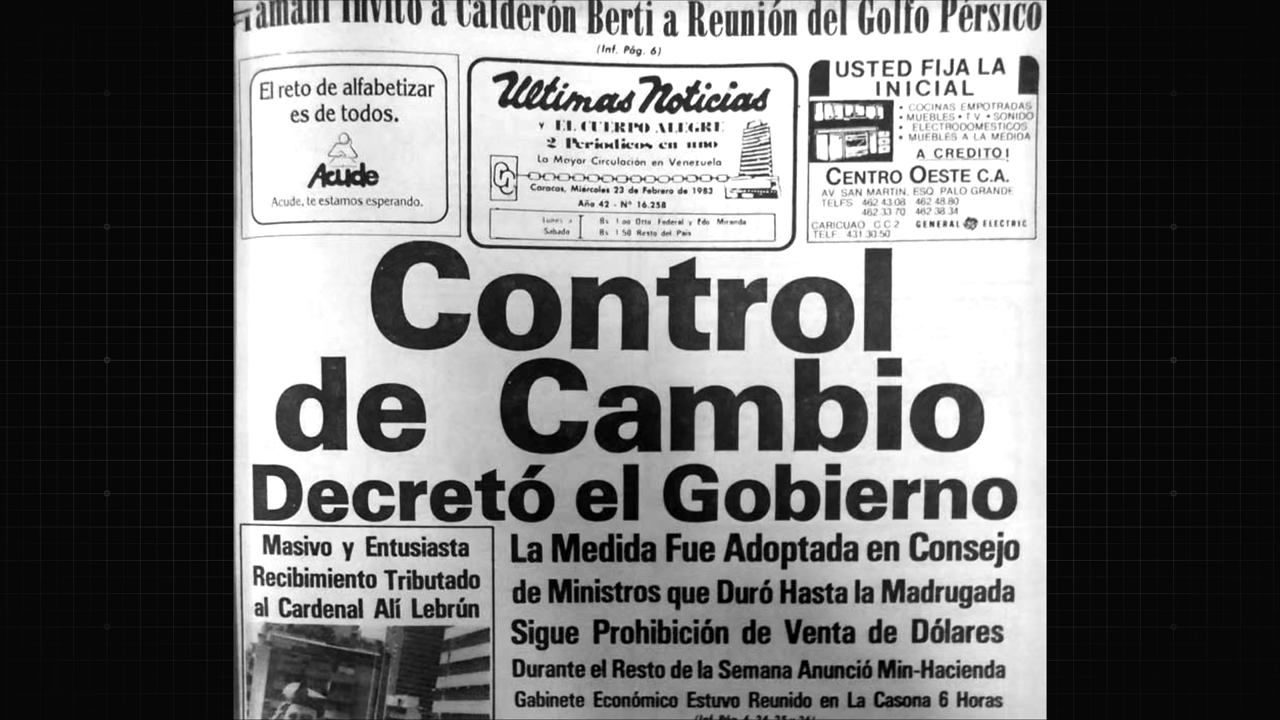 Yamani Invitó a Calderón Berti a Reunión del Golfo Pérsico
(Inf. Pág. 6)
El reto de alfabetizar
es de todos.
Acude
Acude, te estamos esperando.
Ultimas Noticias
Y EL CUERPO ALEGRE
2 Periodicos en uno
La Mayor Circulación en Venezuela
Caracas, Miércoles 23 de Febrero de 1983
Año 42 - Nº 16.258
Lunes a Bs 1.00 Dtto Federal y Edo Miranda
Sabado Bs 1.50 Resto del Pais
USTED FIJA LA
INICIAL
• COCINAS EMPOTRADAS
• MUEBLES • T V • SONIDO
• ELECTRODOMESTICOS
• MUEBLES A LA MEDIDA
A CREDITO!
CENTRO OESTE C.A.
AV SAN MARTIN, ESQ PALO GRANDE
TELFS 462 43 08 462 48 80
462 33 70 462 38 34
CARICUAO C C 2 GENERAL ELECTRIC
TELF 431 30 50
Control
de Cambio
Decretó el Gobierno
Masivo y Entusiasta
Recibimiento Tributado
al Cardenal Alí Lebrún
La Medida Fue Adoptada en Consejo
de Ministros que Duró Hasta la Madrugada
Sigue Prohibición de Venta de Dólares
Durante el Resto de la Semana Anunció Min-Hacienda
Gabinete Económico Estuvo Reunido en La Casona 6 Horas